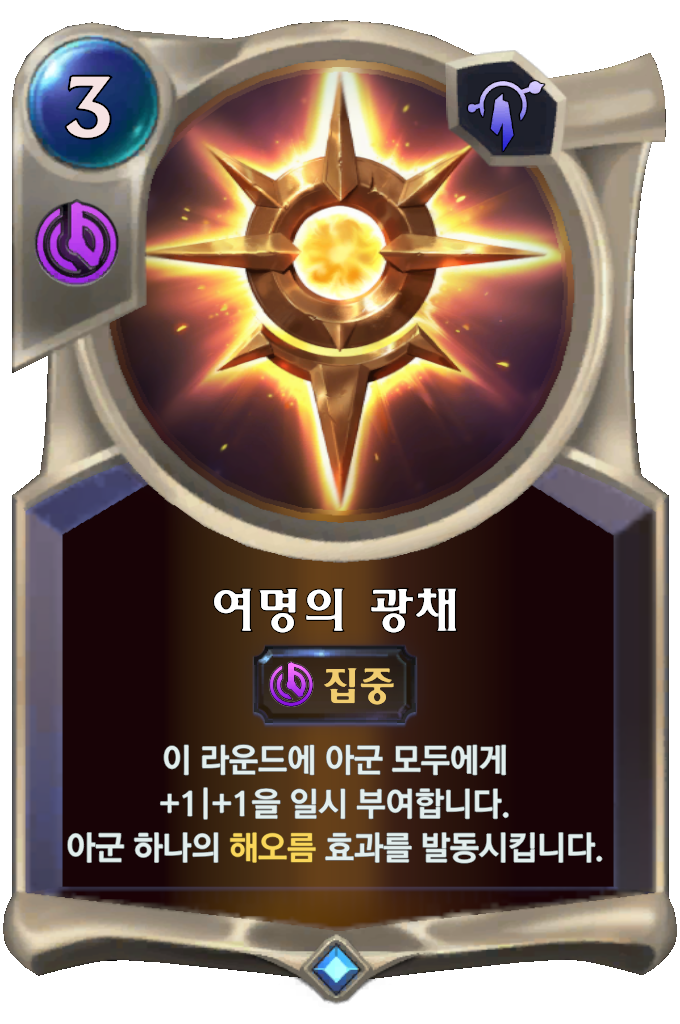 3
여명의 광채
집중
이 라운드에 아군 모두에게
+1|+1을 일시 부여합니다.
아군 하나의 해오름 효과를 발동시킵니다.